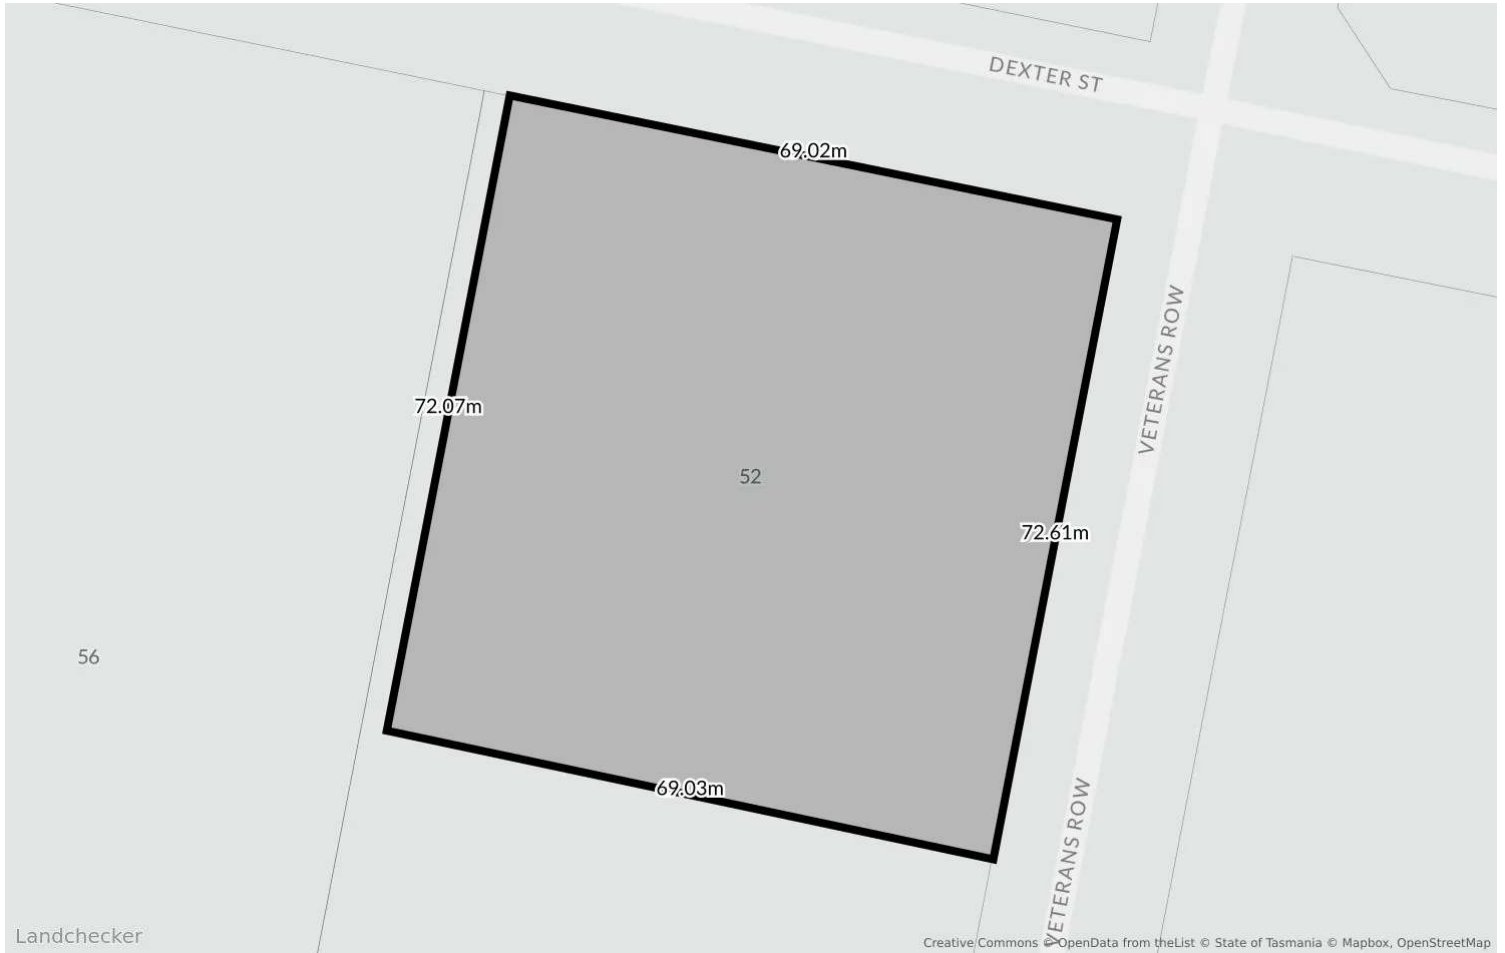 DEXTER ST
69.02m
VETERANS ROW
72.07m
52
72.61m
56
69.03m
VETERANS ROW
Landchecker
Creative Commons © OpenData from theList © State of Tasmania © Mapbox, OpenStreetMap